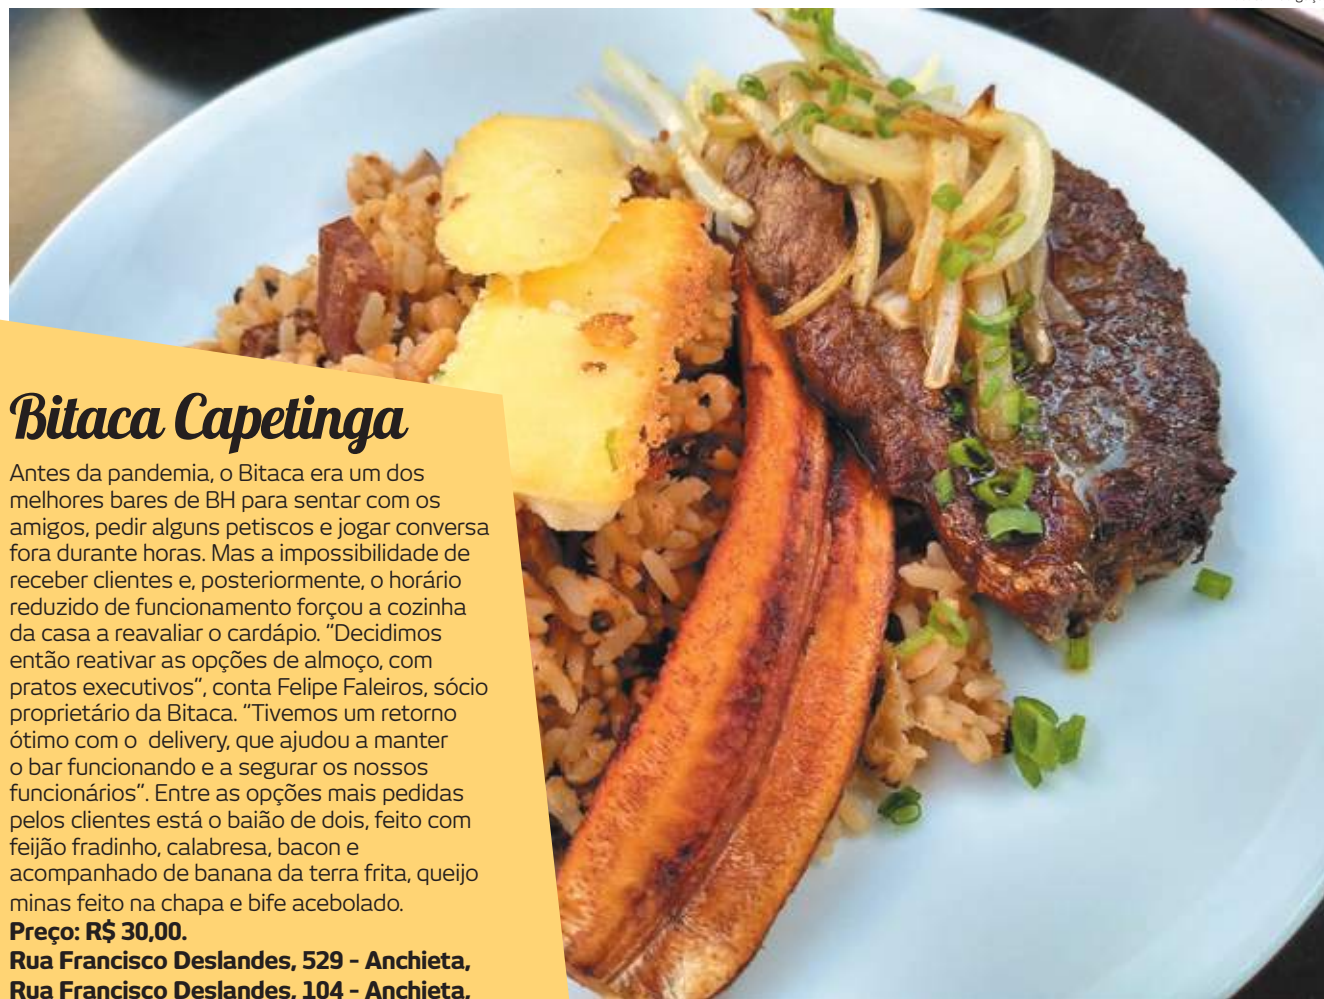 Bitaca Capetinga
Antes da pandemia, o Bitaca era um dos
melhores bares de BH para sentar com os
amigos, pedir alguns petiscos e jogar conversa
fora durante horas. Mas a impossibilidade de
receber clientes e, posteriormente, o horário
reduzido de funcionamento forçou a cozinha
da casa a reavaliar o cardápio. “Decidimos
então reativar as opções de almoço, com
pratos executivos”, conta Felipe Faleiros, sócio
proprietário da Bitaca. “Tivemos um retorno
ótimo com o delivery, que ajudou a manter
o bar funcionando e a segurar os nossos
funcionários”. Entre as opções mais pedidas
pelos clientes está o baião de dois, feito com
feijão fradinho, calabresa, bacon e
acompanhado de banana da terra frita, queijo
minas feito na chapa e bife acebolado.
Preço: R$ 30,00.
Rua Francisco Deslandes, 529 - Anchieta,
Rua Francisco Deslandes, 104 - Anchieta,